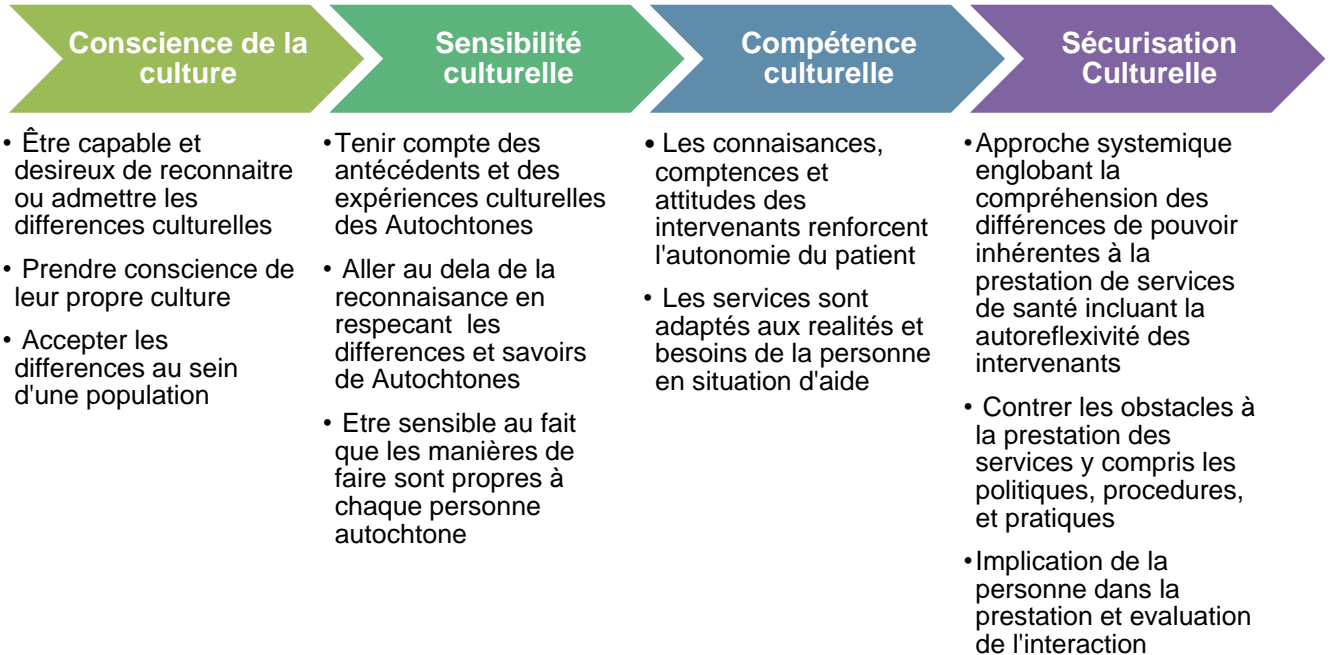 Conscience de la
culture
• Être capable et
desireux de reconnaitre
ou admettre les
differences culturelles
• Prendre conscience de
leur propre culture
• Accepter les
differences au sein
d'une population
Sensibilité
culturelle
• Tenir compte des
antécédents et des
expériences culturelles
des Autochtones
• Aller au dela de la
reconnaisance en
respecant les
differences et savoirs
de Autochtones
• Etre sensible au fait
que les manières de
faire sont propres à
chaque personne
autochtone
Compétence
culturelle
• Les connaisances,
comptences et
attitudes des
intervenants renforcent
l'autonomie du patient
• Les services sont
adaptés aux realités et
besoins de la personne
en situation d'aide
Sécurisation
Culturelle
• Approche systemique
englobant la
compréhension des
différences de pouvoir
inhérentes à la
prestation de services
de santé incluant la
autoreflexivité des
intervenants
• Contrer les obstacles à
la prestation des
services y compris les
politiques, procedures,
et pratiques
• Implication de la
personne dans la
prestation et evaluation
de l'interaction